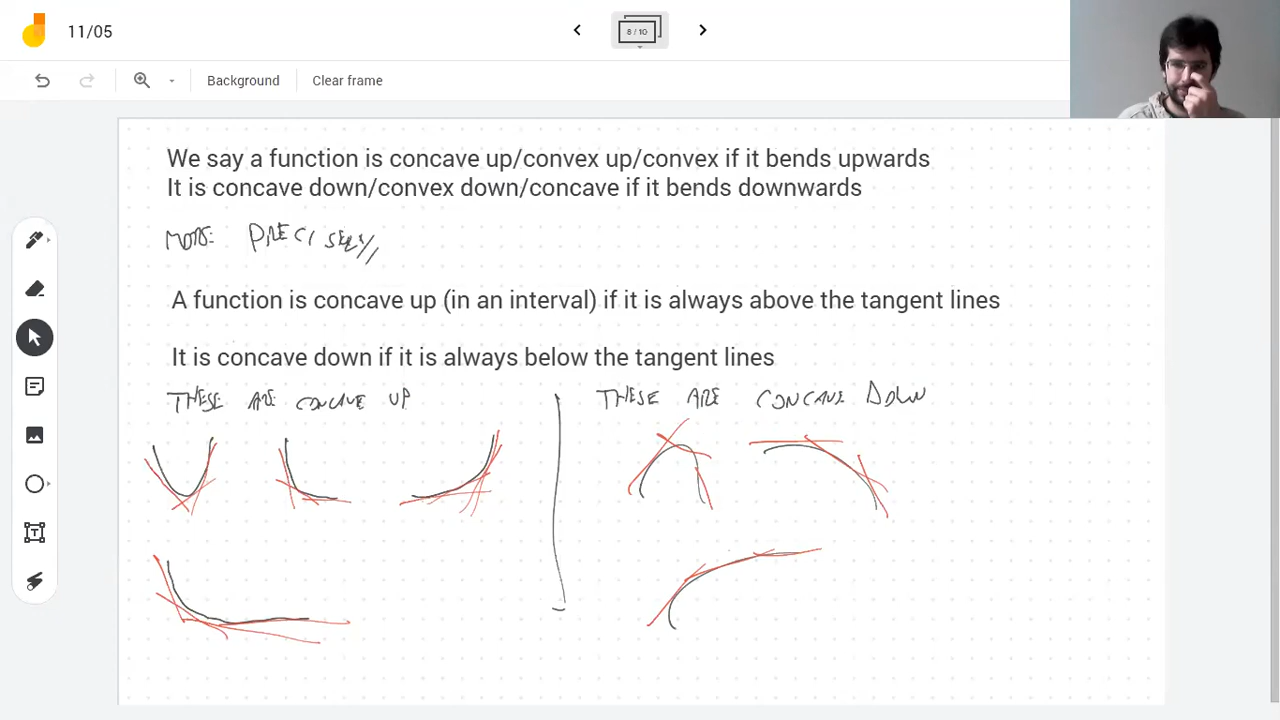 11/05
8 / 10
Background
Clear frame
We say a function is concave up/convex up/convex if it bends upwards
It is concave down/convex down/concave if it bends downwards
MORE PRECISELY,
A function is concave up (in an interval) if it is always above the tangent lines
It is concave down if it is always below the tangent lines
THESE ARE CONCAVE UP
THESE ARE CONCAVE DOWN